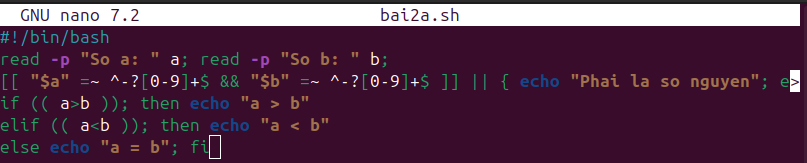 GNU nano 7.2 bai2a.sh
#!/bin/bash
read -p "So a: " a; read -p "So b: " b;
[[ "$a" =~ ^-?[0-9]+$ && "$b" =~ ^-?[0-9]+$ ]] || { echo "Phai la so nguyen"; e>
if (( a>b )); then echo "a > b"
elif (( a<b )); then echo "a < b"
else echo "a = b"; fi